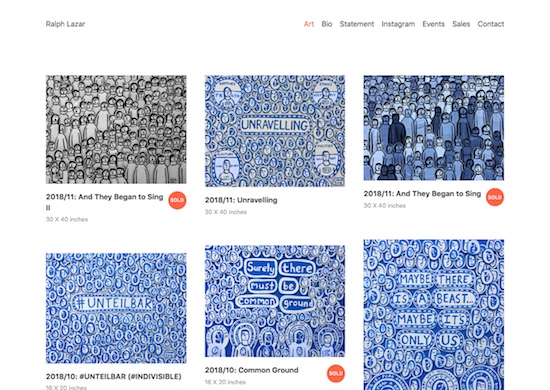 Ralph Lazar
Art Bio Statement Instagram Events Sales Contact
UNRAVELLING
2018/11: And They Began to Sing
II
30 X 40 inches
SOLD
2018/11: Unravelling
30 X 40 inches
2018/11: And They Began to Sing
30 X 40 inches
SOLD
#UNTEILBAR
2018/10: #UNTEILBAR (#INDIVISIBLE)
16 X 20 inches
Surely there
must be
common ground
2018/10: Common Ground
16 X 20 inches
SOLD
MAYBE THERE
IS A BEAST...
MAYBE IT'S
ONLY US